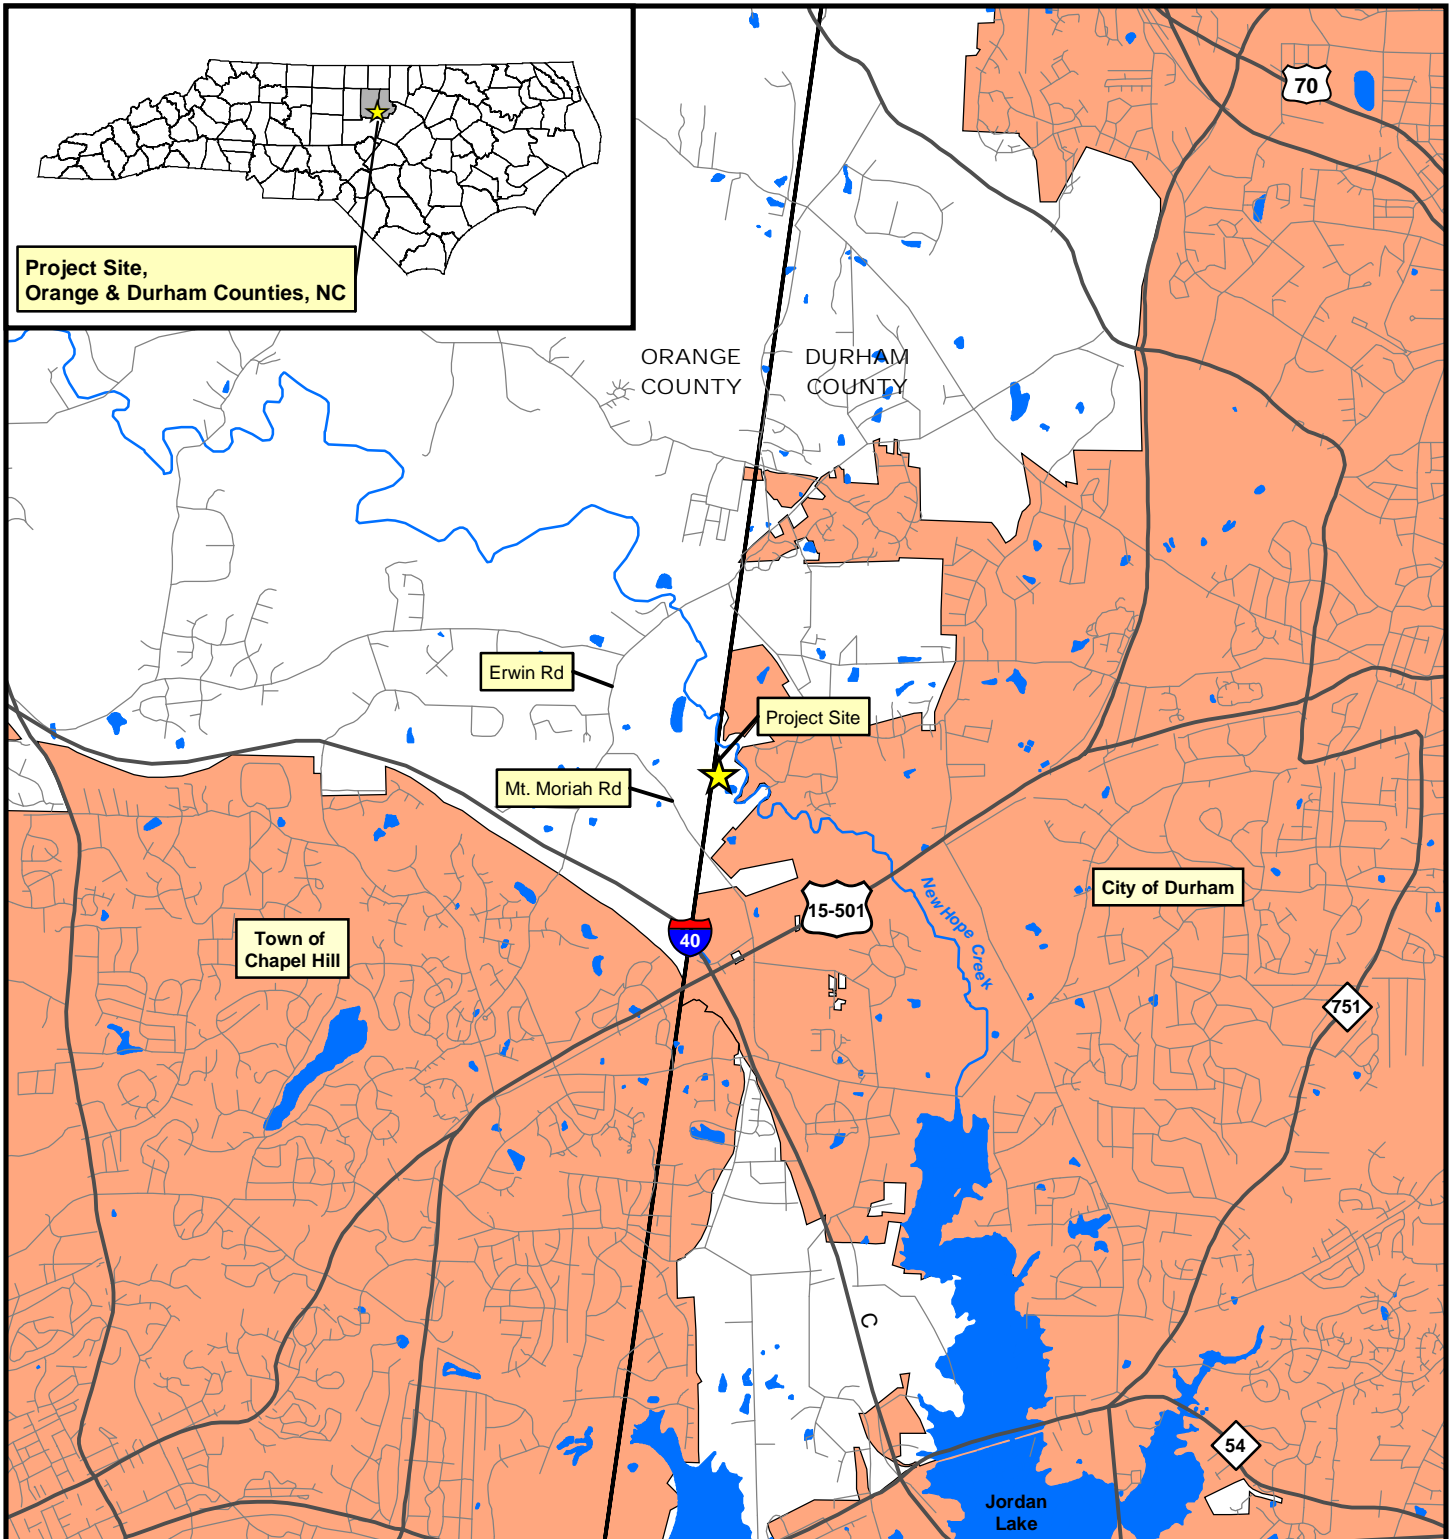 Project Site,
Orange & Durham Counties, NC
70
ORANGE
COUNTY
DURHAM
COUNTY
Erwin Rd
Project Site
Mt. Moriah Rd
City of Durham
15-501
New Hope Creek
Town of
Chapel Hill
40
751
C
54
Jordan
Lake